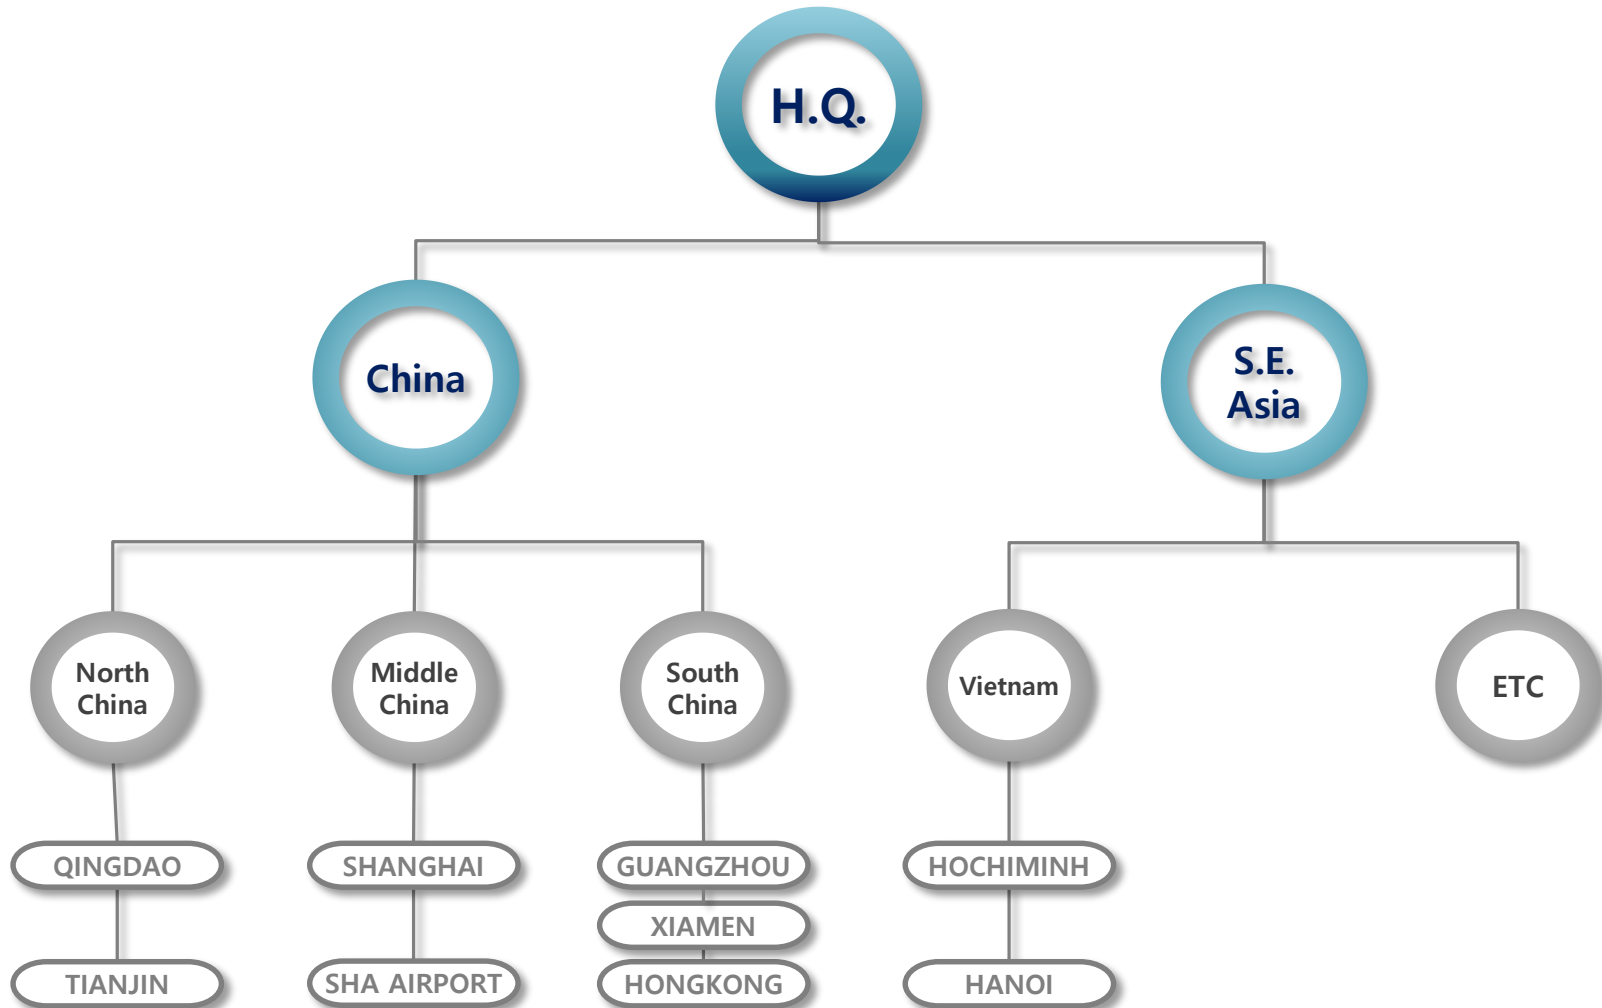 H.Q.
China
S.E.
Asia
North
China
Middle
China
South
China
Vietnam
ETC
QINGDAO
SHANGHAI
GUANGZHOU
HOCHIMINH
XIAMEN
TIANJIN
SHA AIRPORT
HONGKONG
HANOI